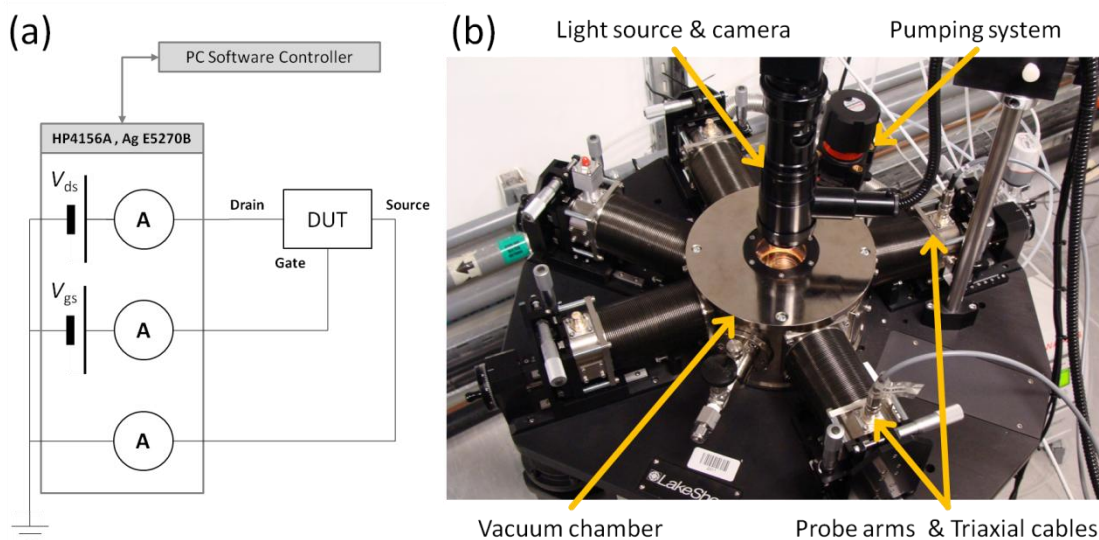 (a)
PC Software Controller
HP4156A , Ag E5270B
Vds
A
Drain
DUT
Source
Gate
Vgs
A
A
(b)
Light source & camera
Pumping system
LakeSho
Vacuum chamber
Probe arms & Triaxial cables